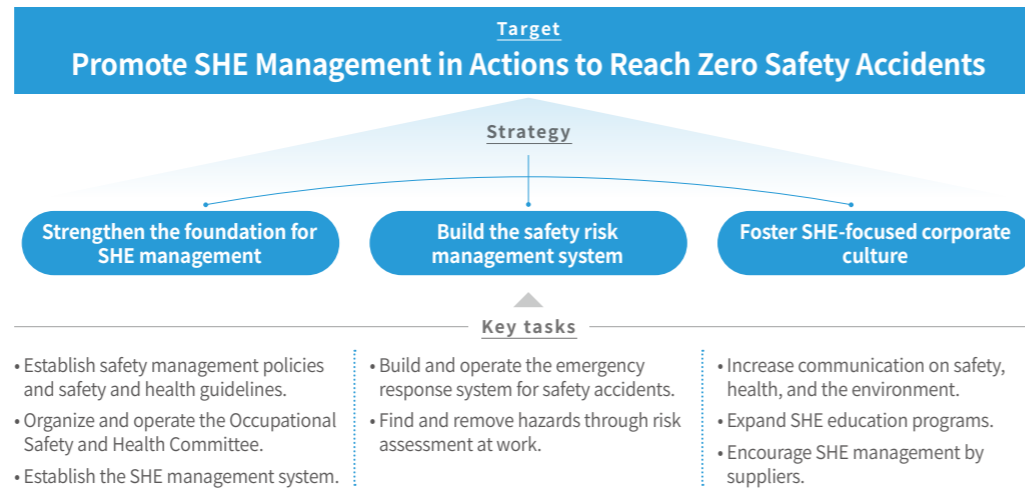 Target
Promote SHE Management in Actions to Reach Zero Safety Accidents
Strategy
Strengthen the foundation for
SHE management
Build the safety risk
management system
Foster SHE-focused corporate
culture
Key tasks
• Establish safety management policies
and safety and health guidelines.
• Organize and operate the Occupational
Safety and Health Committee.
• Establish the SHE management system.
• Build and operate the emergency
response system for safety accidents.
• Find and remove hazards through risk
assessment at work.
• Increase communication on safety,
health, and the environment.
• Expand SHE education programs.
• Encourage SHE management by
suppliers.